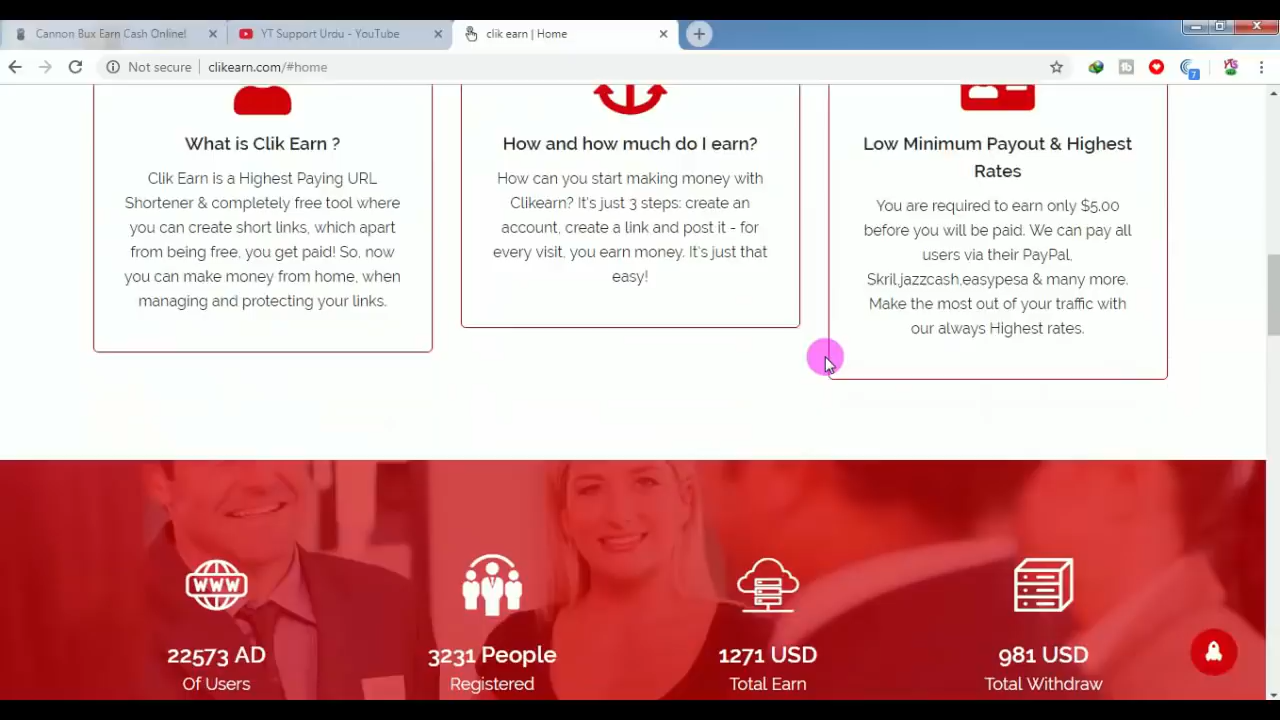 Cannon Bux Earn Cash Online!
YT Support Urdu - YouTube
clik earn | Home
Not secure
clikearn.com/#home
7
What is Clik Earn ?
Clik Earn is a Highest Paying URL
Shortener & completely free tool where
you can create short links, which apart
from being free, you get paid! So, now
you can make money from home, when
managing and protecting your links.
How and how much do I earn?
How can you start making money with
Clikearn? It's just 3 steps: create an
account, create a link and post it - for
every visit, you earn money. It's just that
easy!
Low Minimum Payout & Highest
Rates
You are required to earn only $5.00
before you will be paid. We can pay all
users via their PayPal,
Skril,jazzcash,easypesa & many more.
Make the most out of your traffic with
our always Highest rates.
WWW
22573 AD
Of Users
3231 People
Registered
1271 USD
Total Earn
981 USD
Total Withdraw